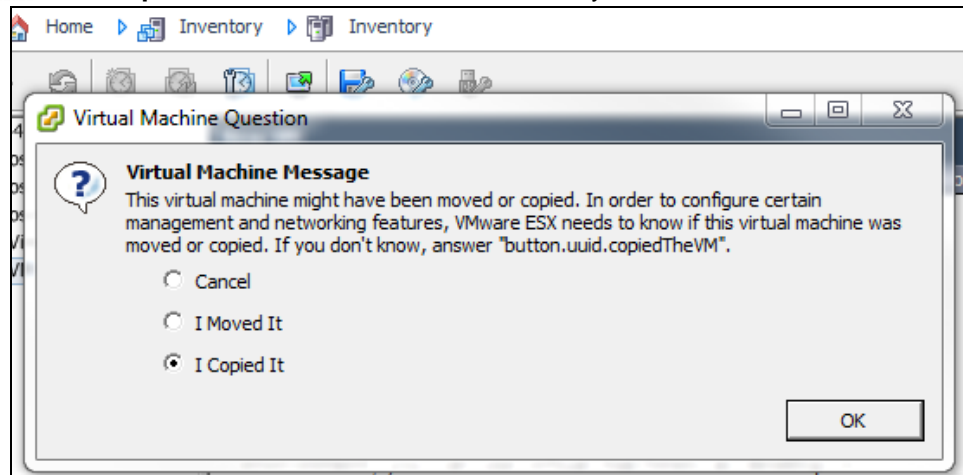 Home Inventory Inventory
Virtual Machine Question
Virtual Machine Message
This virtual machine might have been moved or copied. In order to configure certain
management and networking features, VMware ESX needs to know if this virtual machine was
moved or copied. If you don't know, answer "button.uuid.copiedTheVM".
Cancel
I Moved It
I Copied It
OK